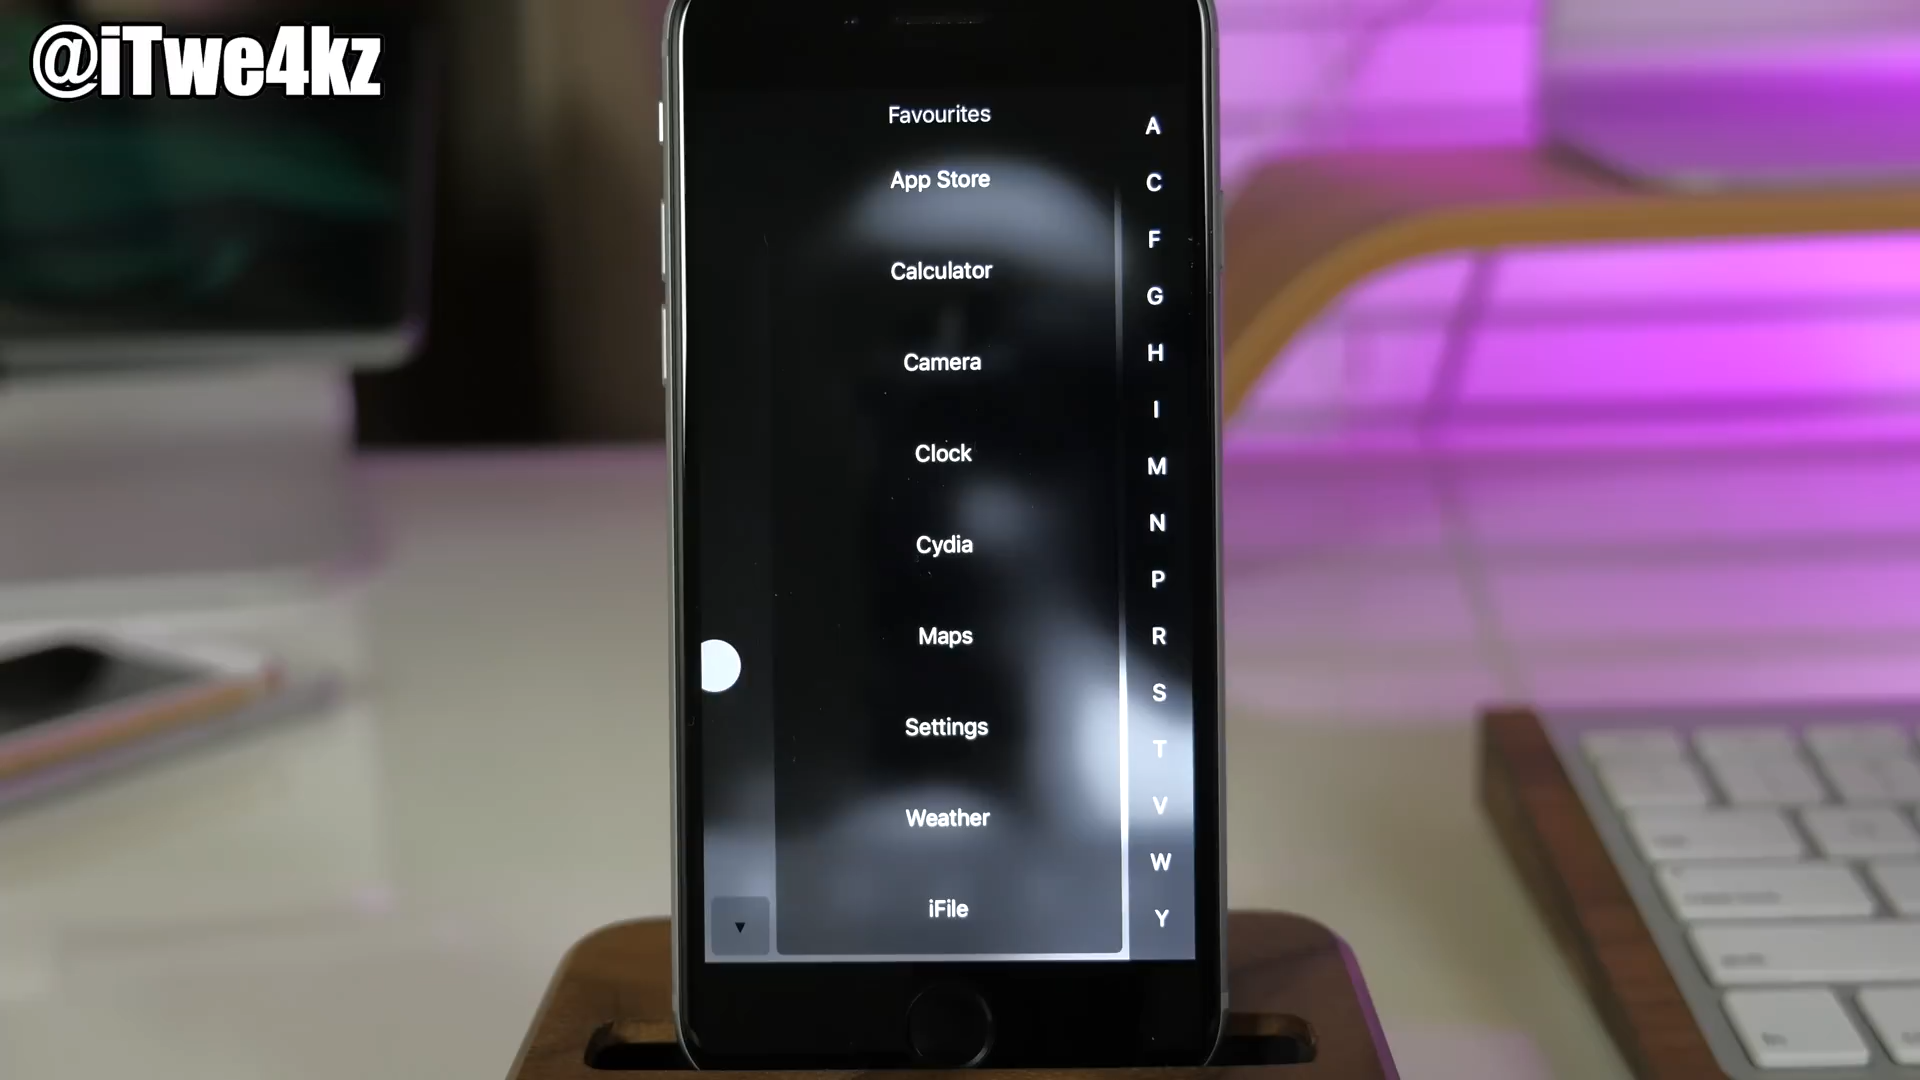 @iTwe4kz
Favourites
App Store
Calculator
Camera
Clock
Cydia
Maps
Settings
Weather
iFile
A
C
F
G
H
I
M
N
P
R
S
T
V
W
Y